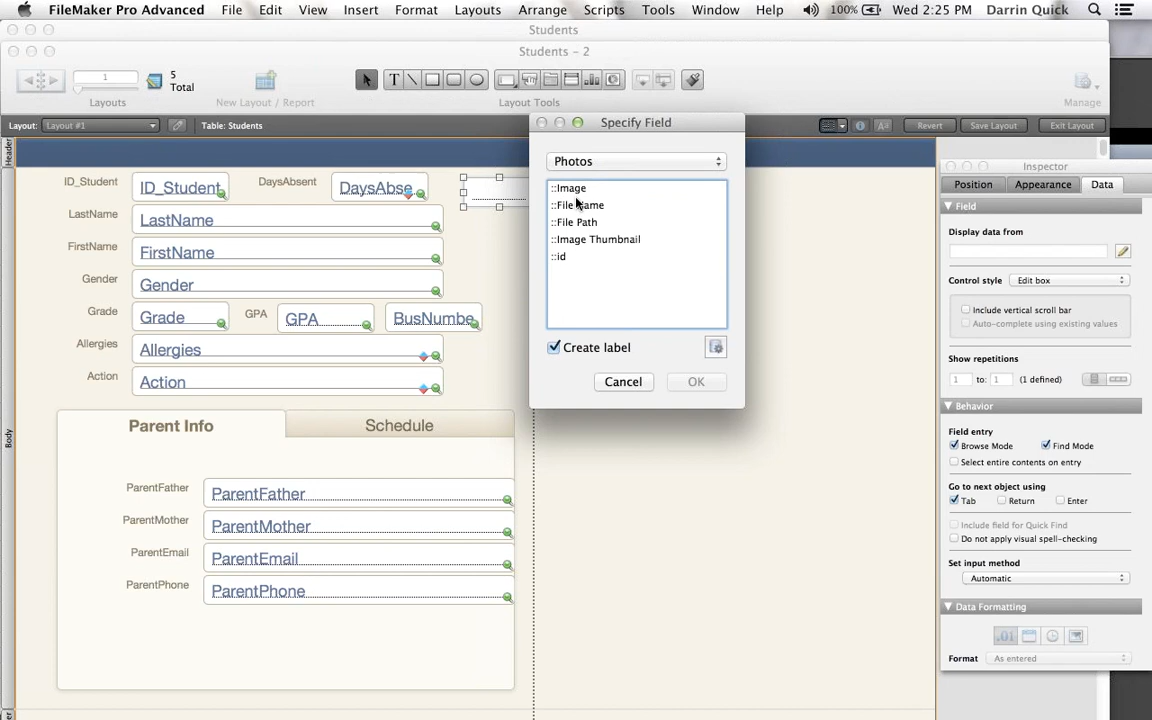 FileMaker Pro Advanced File Edit View Insert Format Layouts Arrange Scripts Tools Window Help 100% Wed 2:25 PM Darrin Quick
Students
Students – 2
1
5
Total
Layouts
New Layout / Report
Layout Tools
Manage
Layout: Layout #1 Table: Students
Aa
Revert Save Layout Exit Layout
Header
ID_Student ID_Student
DaysAbsent DaysAbse
LastName LastName
FirstName FirstName
Gender Gender
Grade Grade GPA GPA BusNumbe
Allergies Allergies
Action Action
Body
Parent Info Schedule
ParentFather ParentFather
ParentMother ParentMother
ParentEmail ParentEmail
ParentPhone ParentPhone
Specify Field
Photos
::Image
::File Name
::File Path
::Image Thumbnail
::id
Create label
Cancel OK
Inspector
Position Appearance Data
Field
Display data from
Control style Edit box
Include vertical scroll bar
Auto-complete using existing values
Show repetitions
1 to: 1 (1 defined)
Behavior
Field entry
Browse Mode Find Mode
Select entire contents on entry
Go to next object using
Tab Return Enter
Include field for Quick Find
Do not apply visual spell-checking
Set input method
Automatic
Data Formatting
.01
Format As entered